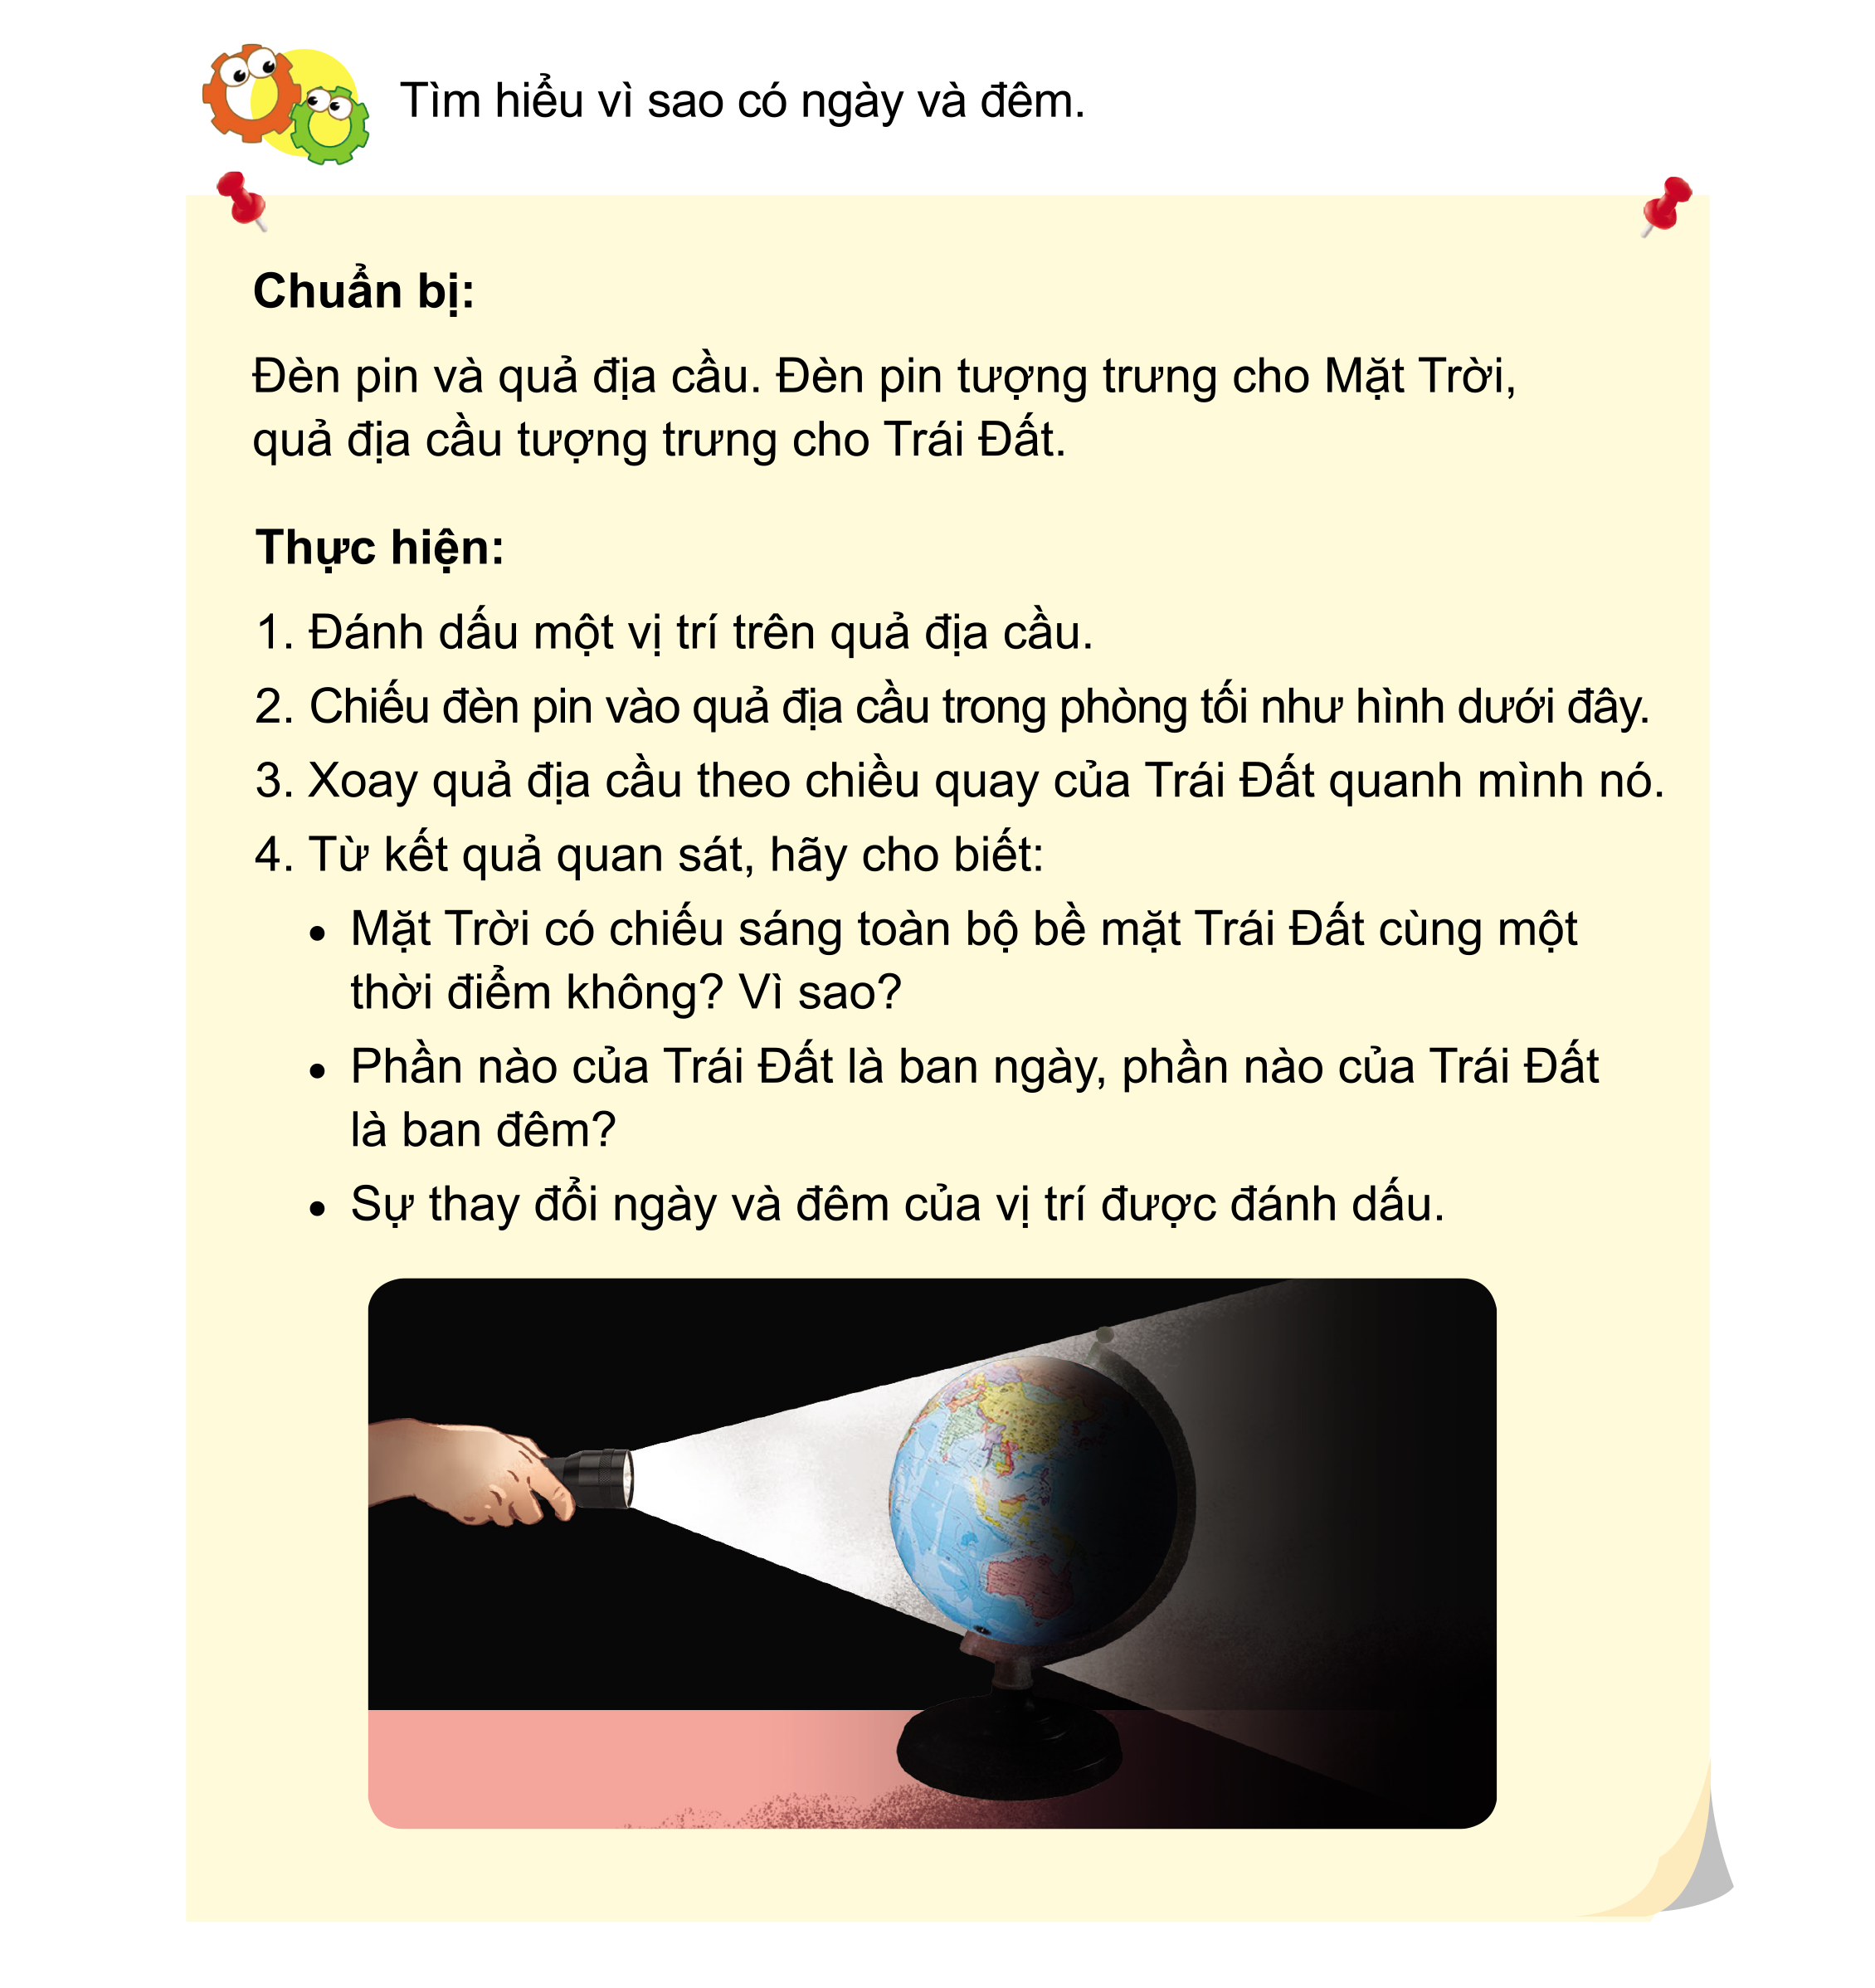 Tìm hiểu vì sao có ngày và đêm.
Chuẩn bị:
Đèn pin và quả địa cầu. Đèn pin tượng trưng cho Mặt Trời,
quả địa cầu tượng trưng cho Trái Đất.
Thực hiện:
1. Đánh dấu một vị trí trên quả địa cầu.
2. Chiếu đèn pin vào quả địa cầu trong phòng tối như hình dưới đây.
3. Xoay quả địa cầu theo chiều quay của Trái Đất quanh mình nó.
4. Từ kết quả quan sát, hãy cho biết:
• Mặt Trời có chiếu sáng toàn bộ bề mặt Trái Đất cùng một
thời điểm không? Vì sao?
• Phần nào của Trái Đất là ban ngày, phần nào của Trái Đất
là ban đêm?
• Sự thay đổi ngày và đêm của vị trí được đánh dấu.